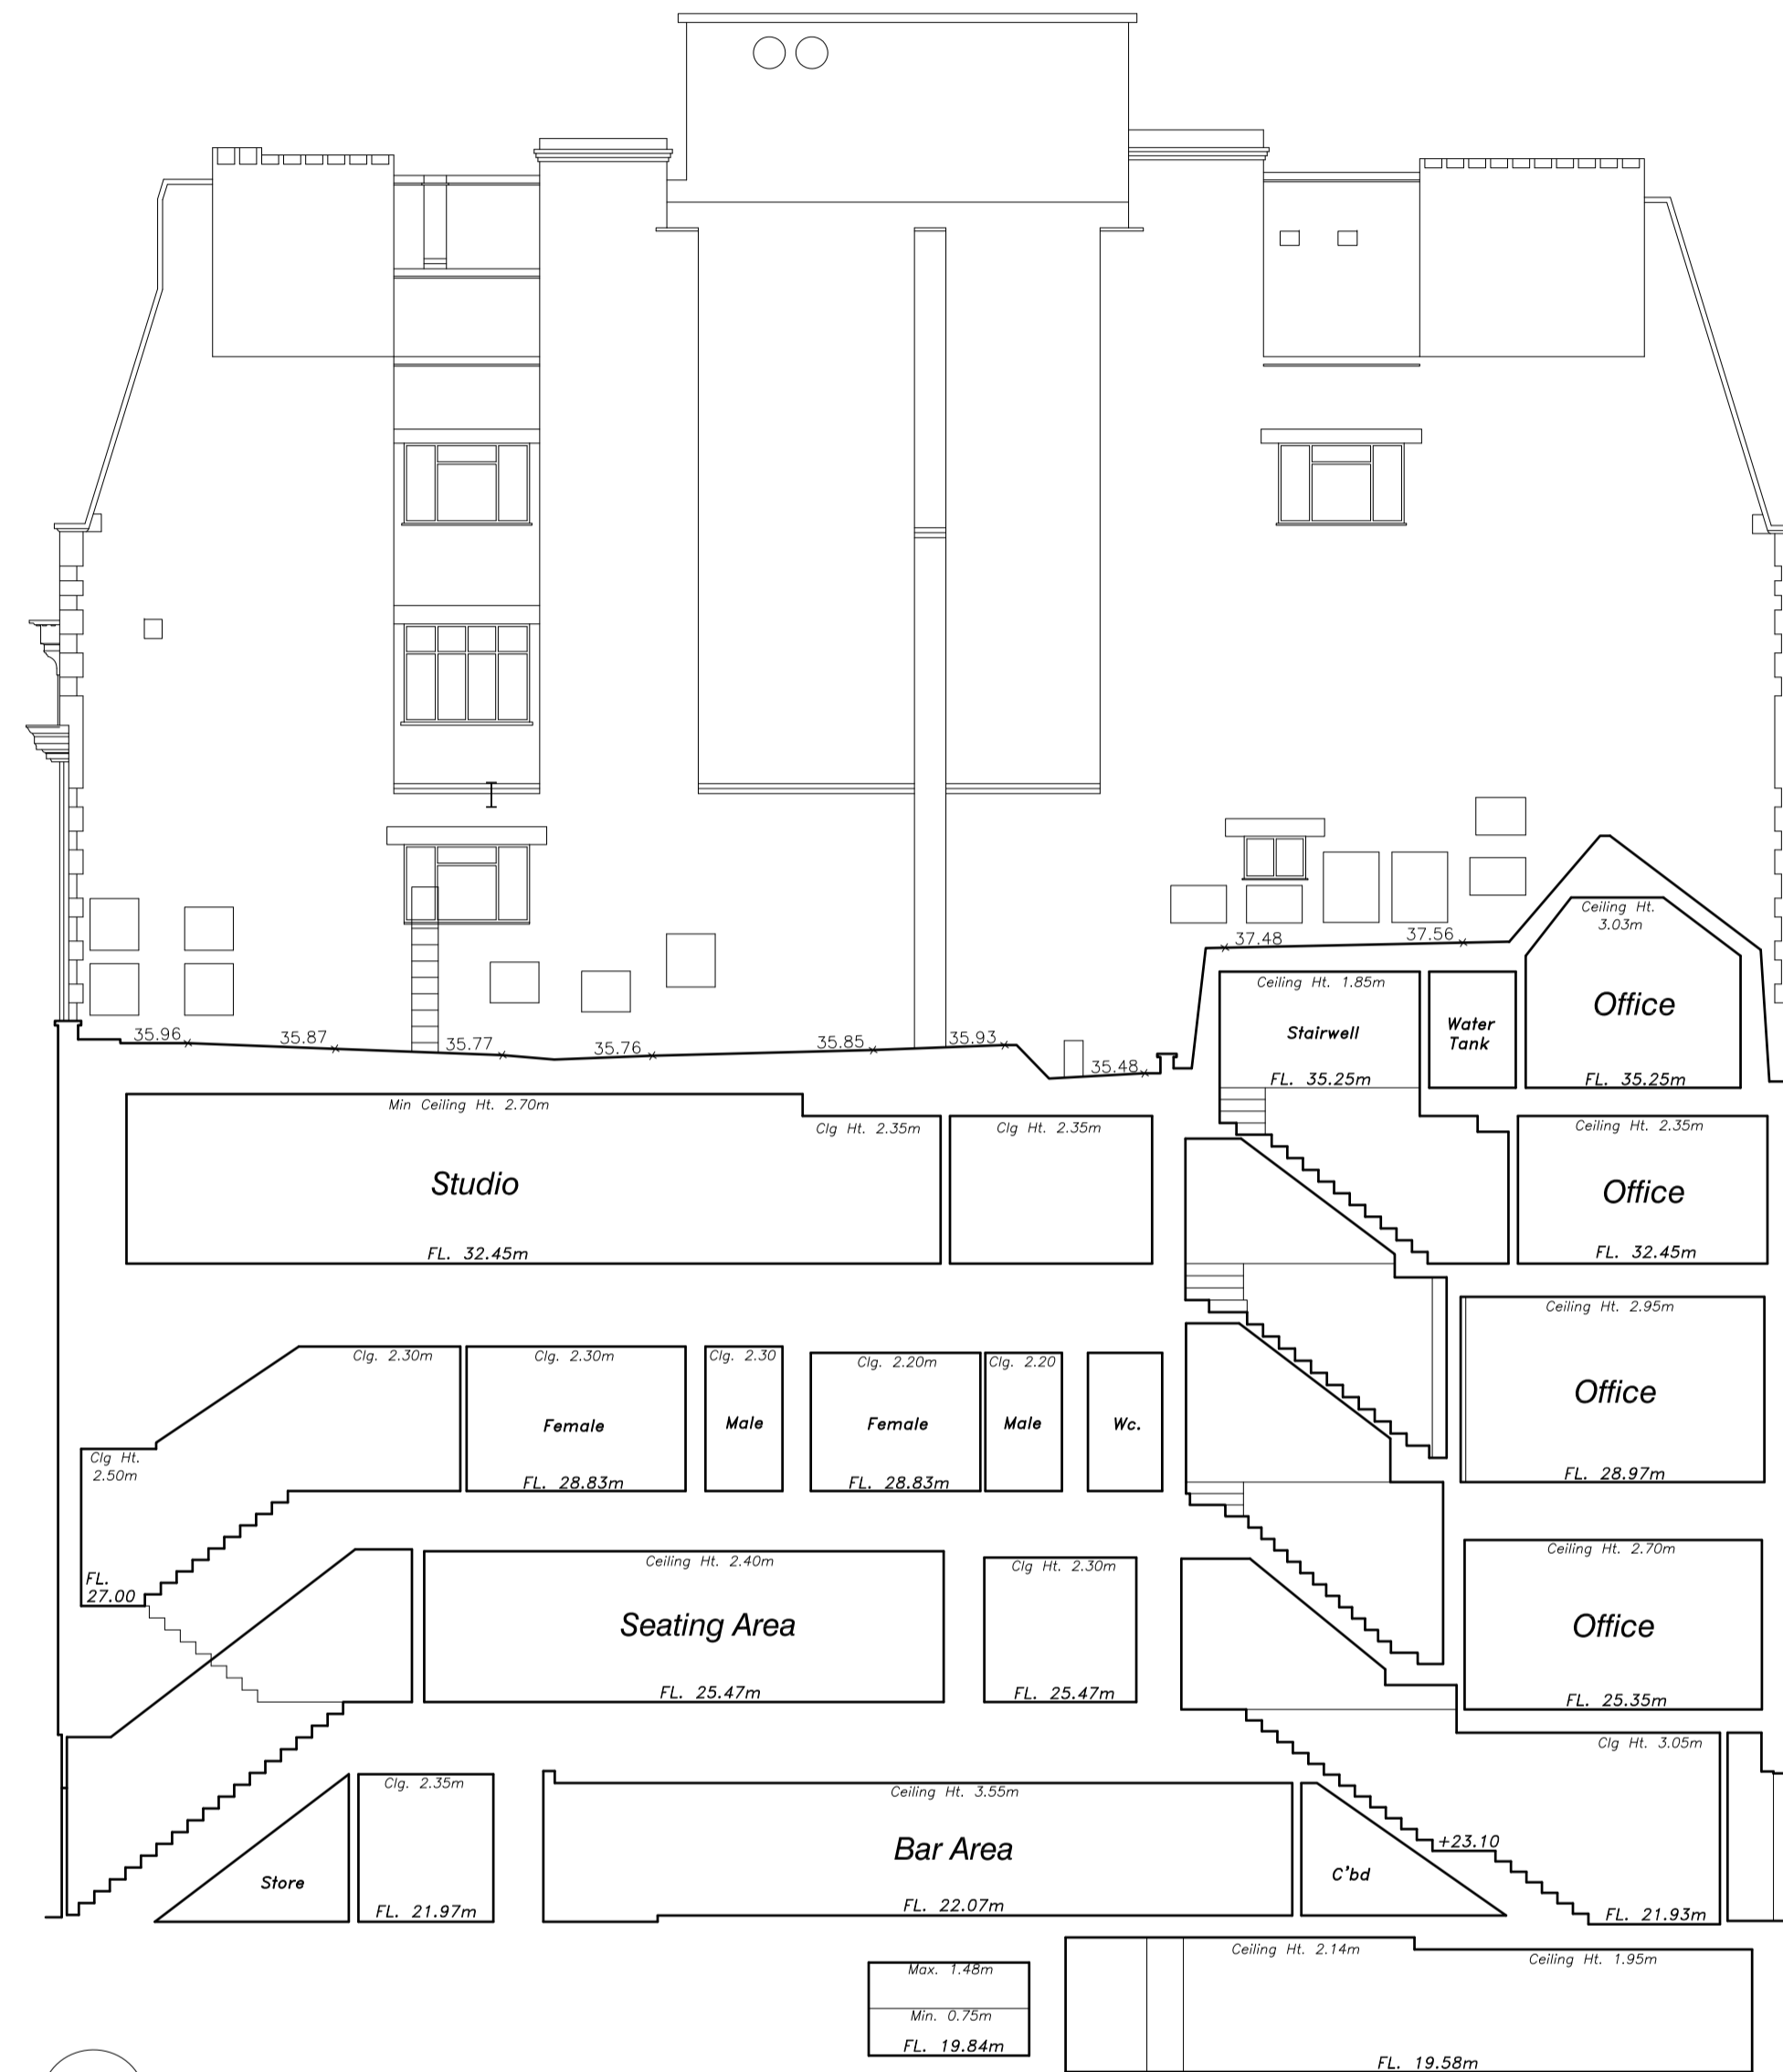 Ceiling Ht.
3.03m
Office
FL. 35.25m
37.48
37.56
Ceiling Ht. 1.85m
Stairwell
FL. 35.25m
Water
Tank
35.96
35.87
35.77
35.76
35.85
35.93
35.48
Min Ceiling Ht. 2.70m
Clg Ht. 2.35m
Studio
FL. 32.45m
Clg Ht. 2.35m
Ceiling Ht. 2.35m
Office
FL. 32.45m
Ceiling Ht. 2.95m
Office
FL. 28.97m
Clg. 2.30m
Clg Ht.
2.50m
FL.
27.00
Clg. 2.30m
Female
FL. 28.83m
Clg. 2.30
Male
Clg. 2.20m
Female
FL. 28.83m
Clg. 2.20
Male
Wc.
Ceiling Ht. 2.40m
Seating Area
FL. 25.47m
Clg Ht. 2.30m
FL. 25.47m
Ceiling Ht. 2.70m
Office
FL. 25.35m
Clg Ht. 3.05m
+23.10
FL. 21.93m
Store
Clg. 2.35m
FL. 21.97m
Ceiling Ht. 3.55m
Bar Area
FL. 22.07m
C'bd
Max. 1.48m
Min. 0.75m
FL. 19.84m
Ceiling Ht. 2.14m
Ceiling Ht. 1.95m
FL. 19.58m